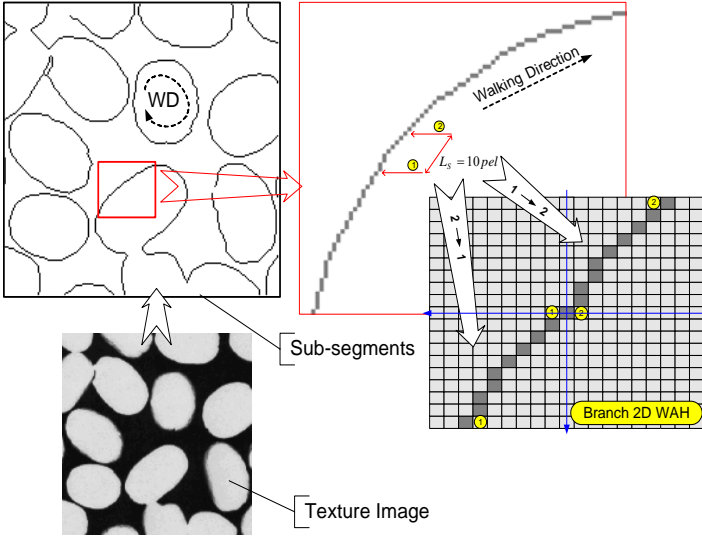 WD
Walking Direction
2
1
L_S = 10 pel
1 → 2
2 → 1
2
1
2
1
Branch 2D WAH
Sub-segments
Texture Image